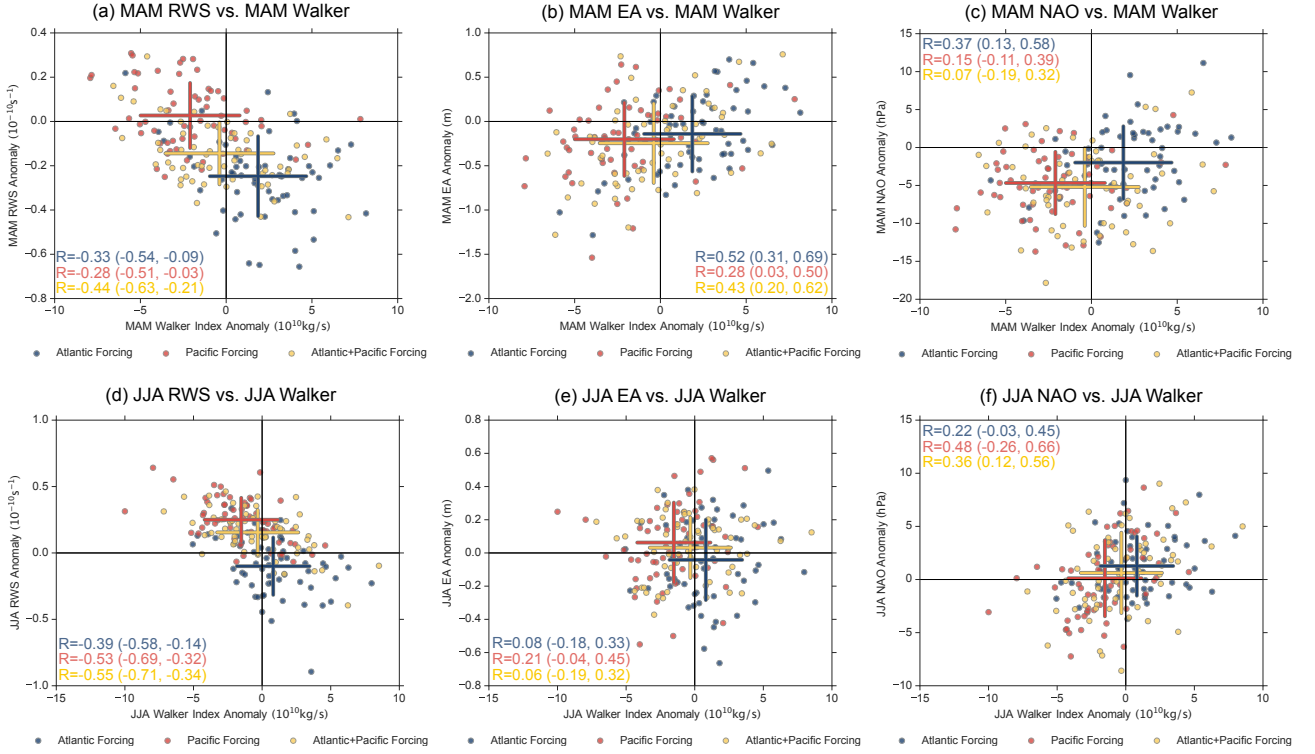 (a) MAM RWS vs. MAM Walker
0.4
0.2
0.0
−0.2
−0.4
−0.6
−0.8
MAM RWS Anomaly (10⁻¹⁰s⁻¹)
R=-0.33 (-0.54, -0.09)
R=-0.28 (-0.51, -0.03)
R=-0.44 (-0.63, -0.21)
−10 −5 0 5 10
MAM Walker Index Anomaly (10¹⁰kg/s)
Atlantic Forcing Pacific Forcing Atlantic+Pacific Forcing
(b) MAM EA vs. MAM Walker
1.0
0.5
0.0
−0.5
−1.0
−1.5
−2.0
MAM EA Anomaly (m)
R=0.52 (0.31, 0.69)
R=0.28 (0.03, 0.50)
R=0.43 (0.20, 0.62)
−10 −5 0 5 10
MAM Walker Index Anomaly (10¹⁰kg/s)
Atlantic Forcing Pacific Forcing Atlantic+Pacific Forcing
(c) MAM NAO vs. MAM Walker
15
10
5
0
−5
−10
−15
−20
MAM NAO Anomaly (hPa)
R=0.37 (0.13, 0.58)
R=0.15 (-0.11, 0.39)
R=0.07 (-0.19, 0.32)
−10 −5 0 5 10
MAM Walker Index Anomaly (10¹⁰kg/s)
Atlantic Forcing Pacific Forcing Atlantic+Pacific Forcing
(d) JJA RWS vs. JJA Walker
1.0
0.5
0.0
−0.5
−1.0
JJA RWS Anomaly (10⁻¹⁰s⁻¹)
R=-0.39 (-0.58, -0.14)
R=-0.53 (-0.69, -0.32)
R=-0.55 (-0.71, -0.34)
−15 −10 −5 0 5 10
JJA Walker Index Anomaly (10¹⁰kg/s)
Atlantic Forcing Pacific Forcing Atlantic+Pacific Forcing
(e) JJA EA vs. JJA Walker
0.8
0.6
0.4
0.2
0.0
−0.2
−0.4
−0.6
−0.8
JJA EA Anomaly (m)
R=0.08 (-0.18, 0.33)
R=0.21 (-0.04, 0.45)
R=0.06 (-0.19, 0.32)
−15 −10 −5 0 5 10
JJA Walker Index Anomaly (10¹⁰kg/s)
Atlantic Forcing Pacific Forcing Atlantic+Pacific Forcing
(f) JJA NAO vs. JJA Walker
15
10
5
0
−5
−10
JJA NAO Anomaly (hPa)
R=0.22 (-0.03, 0.45)
R=0.48 (-0.26, 0.66)
R=0.36 (0.12, 0.56)
−15 −10 −5 0 5 10
JJA Walker Index Anomaly (10¹⁰kg/s)
Atlantic Forcing Pacific Forcing Atlantic+Pacific Forcing